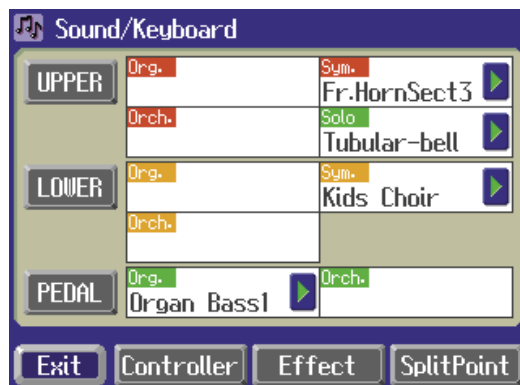 Sound/Keyboard
UPPER
Org.
Sym.
Fr.HornSect3
Orch.
Solo
Tubular-bell
LOWER
Org.
Sym.
Kids Choir
Orch.
PEDAL
Org.
Organ Bass1
Orch.
Exit
Controller
Effect
SplitPoint